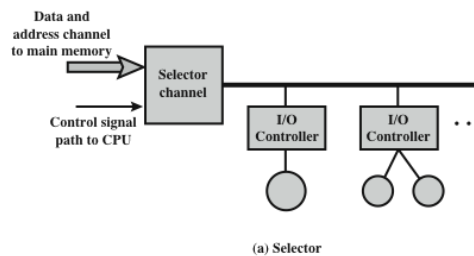 Data and
address channel
to main memory
Selector
channel
Control signal
path to CPU
I/O
Controller
I/O
Controller
. .
(a) Selector